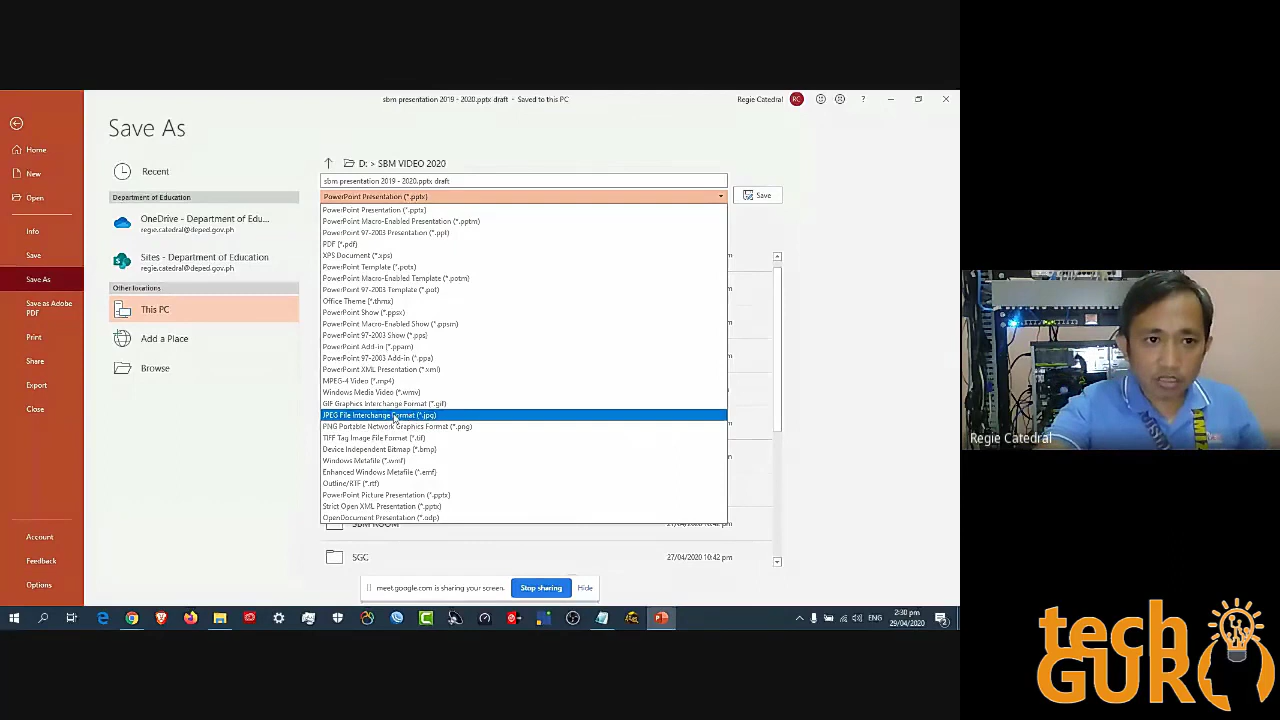 sbm presentation 2019 - 2020.pptx draft - Saved to this PC
Regie Catedral
RC
?
Save As
Home
New
Open
Info
Save
Save As
Save as Adobe
PDF
Print
Share
Export
Close
Account
Feedback
Options
Recent
Department of Education
OneDrive - Department of Edu...
regie.catedral@deped.gov.ph
Sites - Department of Education
regie.catedral@deped.gov.ph
Other locations
This PC
Add a Place
Browse
D: > SBM VIDEO 2020
sbm presentation 2019 - 2020.pptx draft
PowerPoint Presentation (*.pptx)
Save
PowerPoint Presentation (*.pptx)
PowerPoint Macro-Enabled Presentation (*.pptm)
PowerPoint 97-2003 Presentation (*.ppt)
PDF (*.pdf)
XPS Document (*.xps)
PowerPoint Template (*.potx)
PowerPoint Macro-Enabled Template (*.potm)
PowerPoint 97-2003 Template (*.pot)
Office Theme (*.thmx)
PowerPoint Show (*.ppsx)
PowerPoint Macro-Enabled Show (*.ppsm)
PowerPoint 97-2003 Show (*.pps)
PowerPoint Add-in (*.ppam)
PowerPoint 97-2003 Add-in (*.ppa)
PowerPoint XML Presentation (*.xml)
MPEG-4 Video (*.mp4)
Windows Media Video (*.wmv)
GIF Graphics Interchange Format (*.gif)
JPEG File Interchange Format (*.jpg)
PNG Portable Network Graphics Format (*.png)
TIFF Tag Image File Format (*.tif)
Device Independent Bitmap (*.bmp)
Windows Metafile (*.wmf)
Enhanced Windows Metafile (*.emf)
Outline/RTF (*.rtf)
PowerPoint Picture Presentation (*.pptx)
Strict Open XML Presentation (*.pptx)
OpenDocument Presentation (*.odp)
SBM ROOM
SGC
27/04/2020 10:42 pm
meet.google.com is sharing your screen.
Stop sharing
Hide
ENG
2:30 pm
29/04/2020
Regie Catedral
tech
GURO